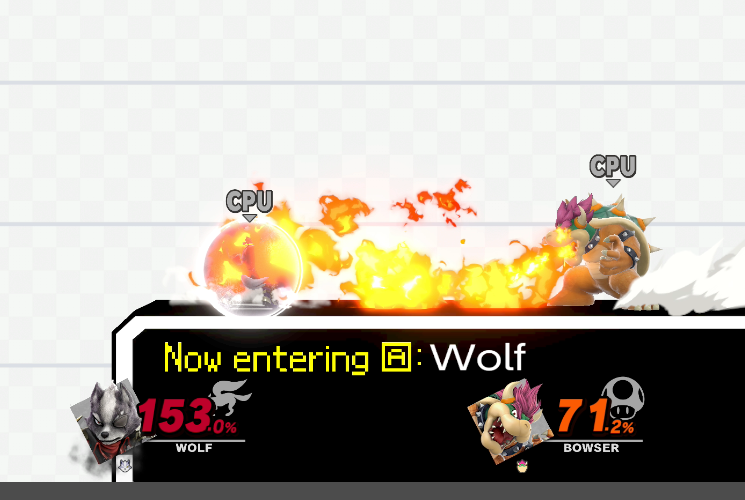 CPU
CPU
Now entering A: Wolf
153.0%
WOLF
71.2%
BOWSER